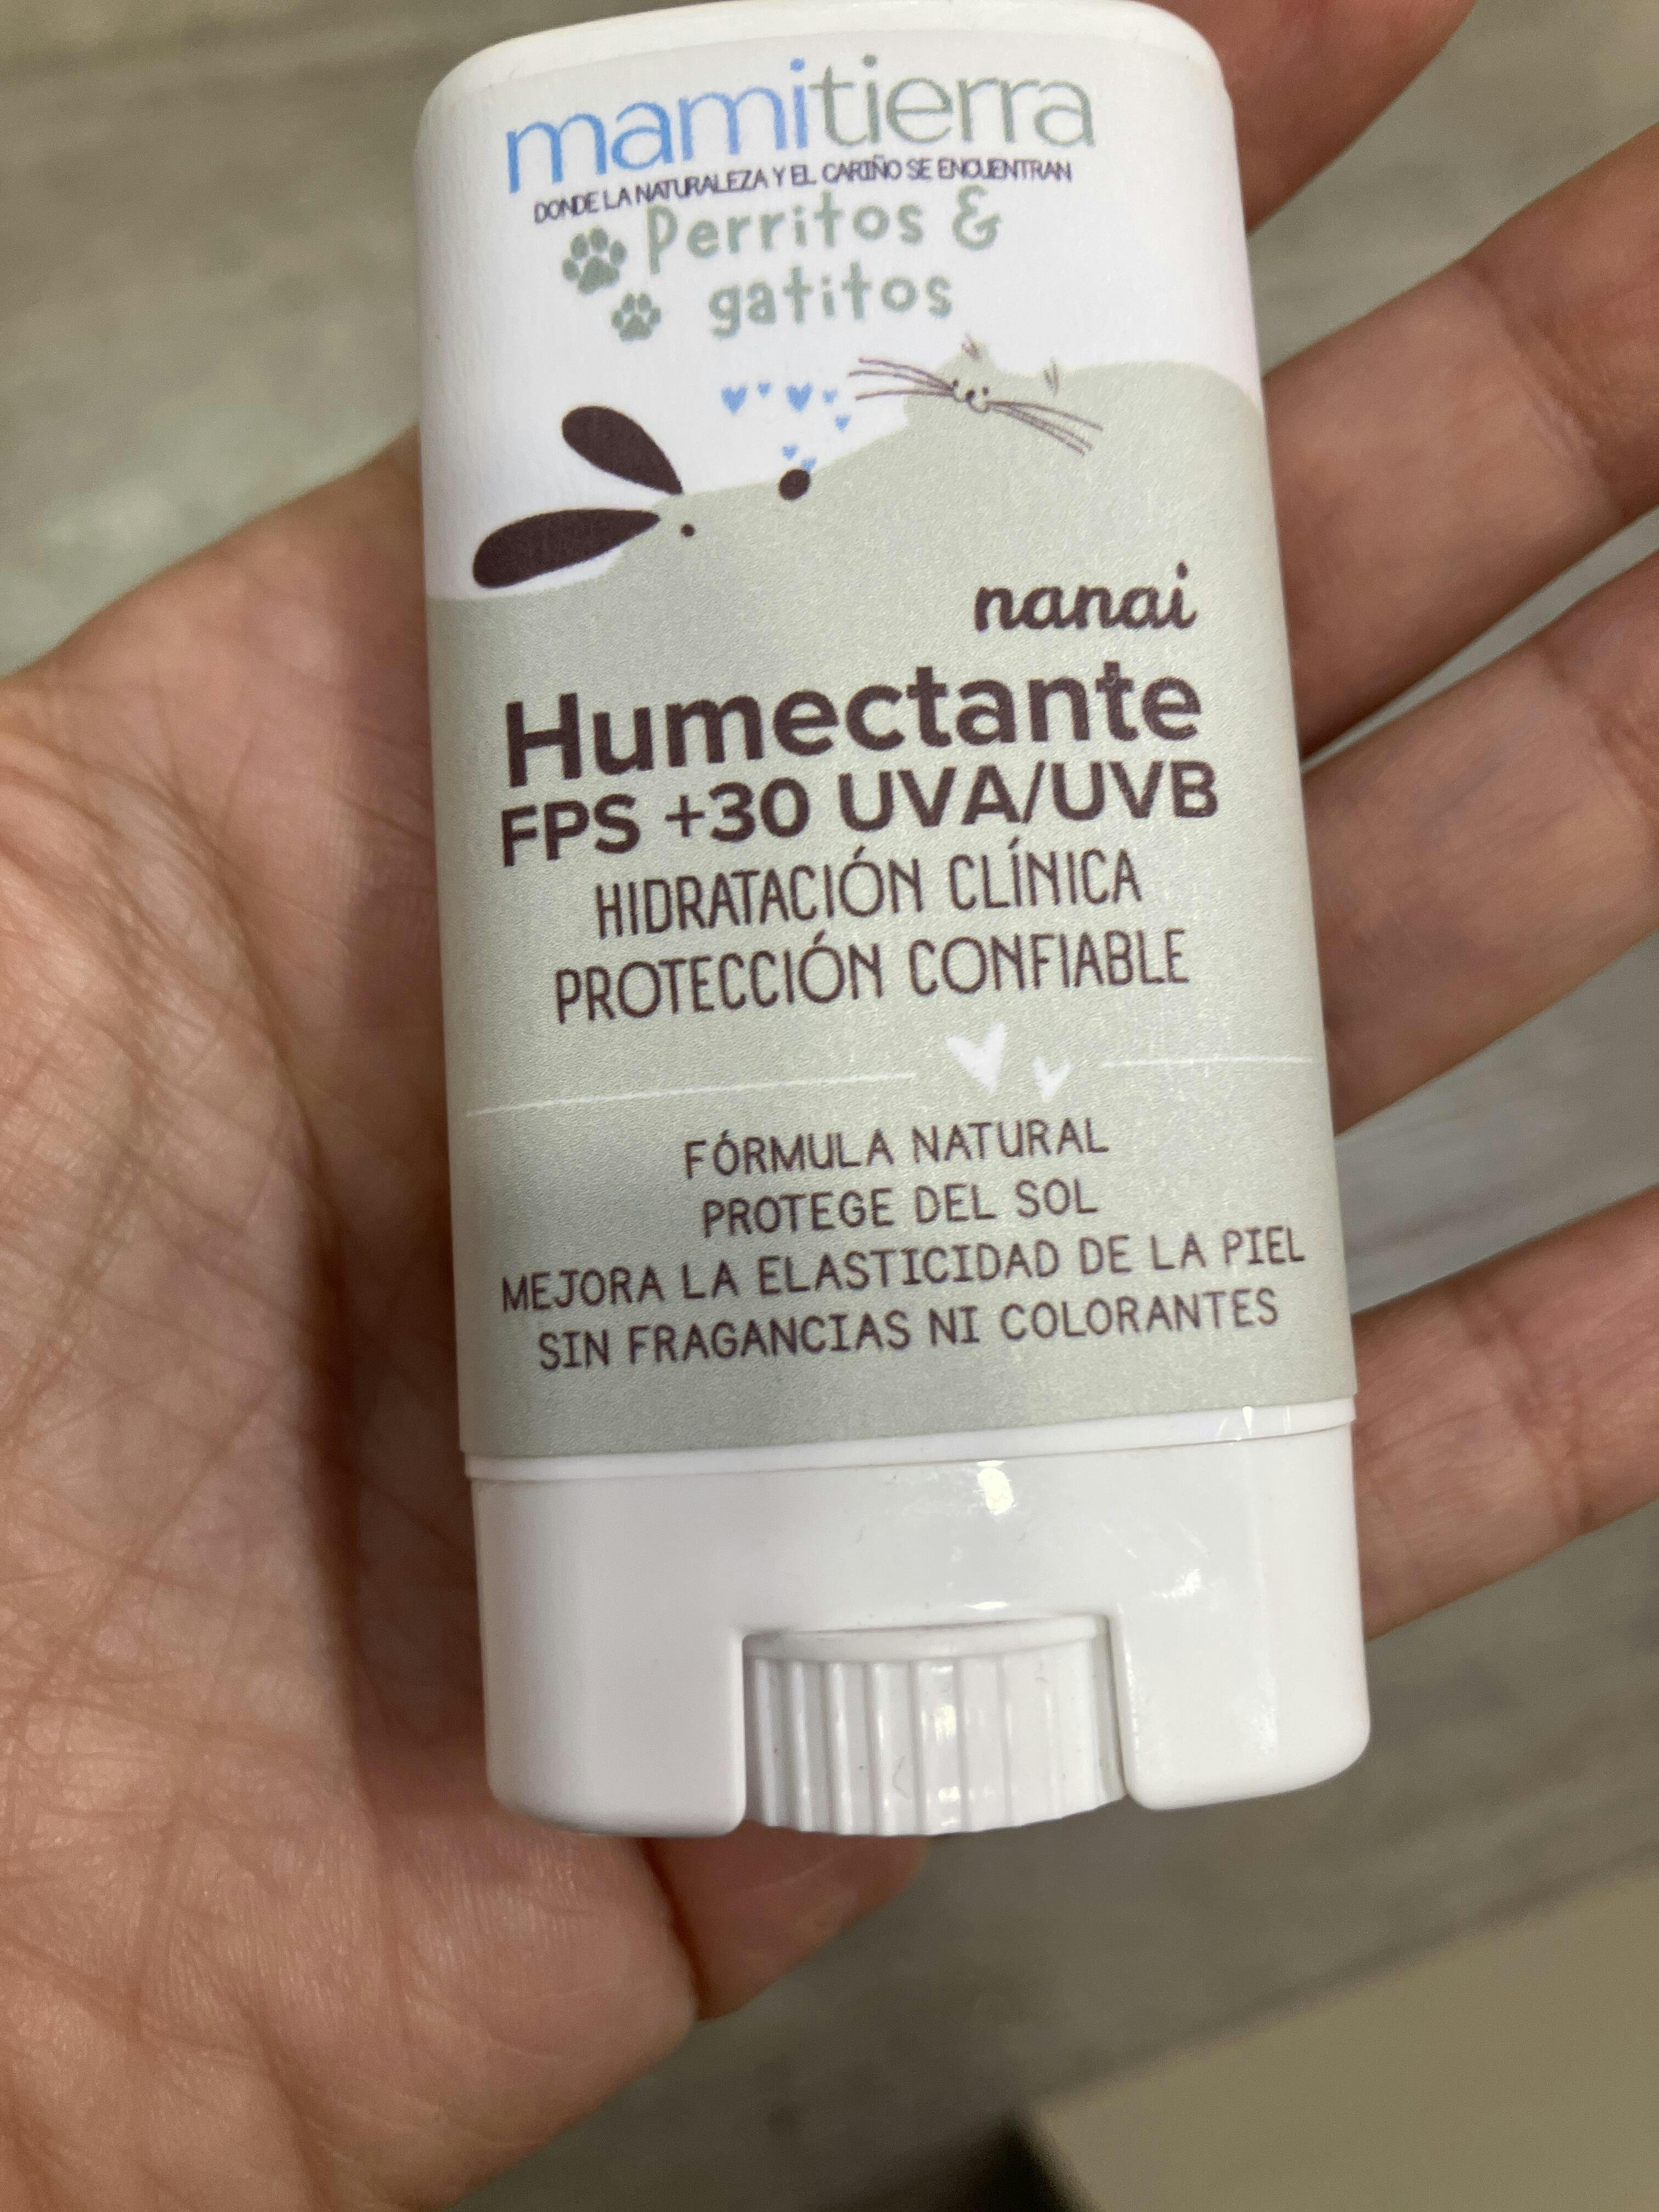 mamitierra
DONDE LA NATURALEZA Y EL CARIÑO SE ENCUENTRAN
Perritos &
gatitos
nanai
Humectante
FPS +30 UVA/UVB
HIDRATACIÓN CLÍNICA
PROTECCIÓN CONFIABLE
FÓRMULA NATURAL
PROTEGE DEL SOL
MEJORA LA ELASTICIDAD DE LA PIEL
SIN FRAGANCIAS NI COLORANTES